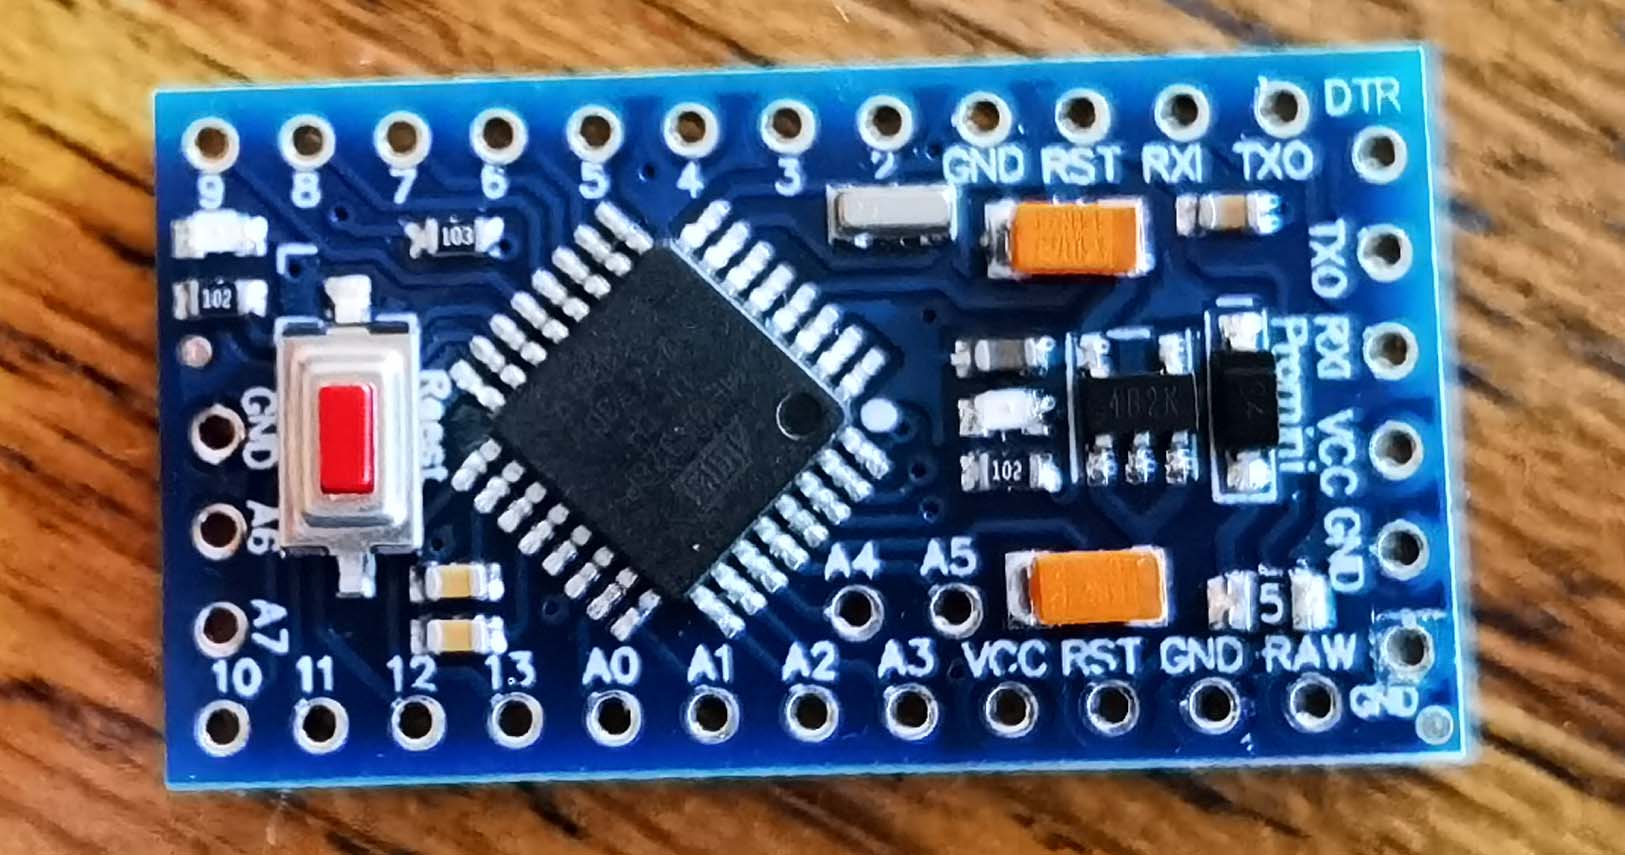 DTR
9 8 7 6 5 4 3 2 GND RST RXI TXO
103
L
102
TXO
RXI
Promini
VCC
GND
Reset
GND
A6
A7
4B2K
102
A4 A5
5
10 11 12 13 A0 A1 A2 A3 VCC RST GND RAW
GND